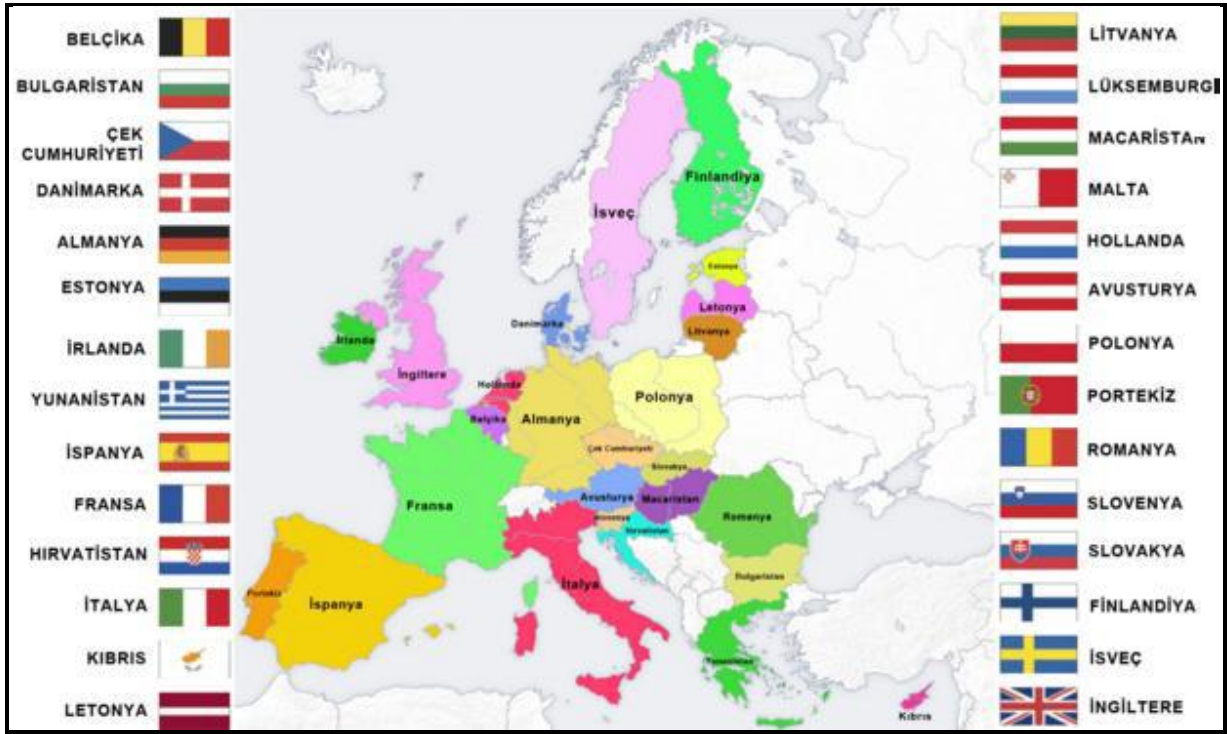 BELÇİKA
BULGARİSTAN
ÇEK
CUMHURİYETİ
DANİMARKA
ALMANYA
ESTONYA
İRLANDA
YUNANİSTAN
İSPANYA
FRANSA
HIRVATİSTAN
İTALYA
KIBRIS
LETONYA
Finlandiya
İsveç
Estonya
Letonya
Litvanya
Danimarka
İrlanda
İngiltere
Hollanda
Belçika
Almanya
Polonya
Çek Cumhuriyeti
Slovakya
Avusturya
Macaristan
Fransa
Slovenya
Hırvatistan
Romanya
Bulgaristan
İtalya
Portekiz
İspanya
Yunanistan
Kıbrıs
LİTVANYA
LÜKSEMBURG
MACARİSTAN
MALTA
HOLLANDA
AVUSTURYA
POLONYA
PORTEKİZ
ROMANYA
SLOVENYA
SLOVAKYA
FİNLANDİYA
İSVEÇ
İNGİLTERE